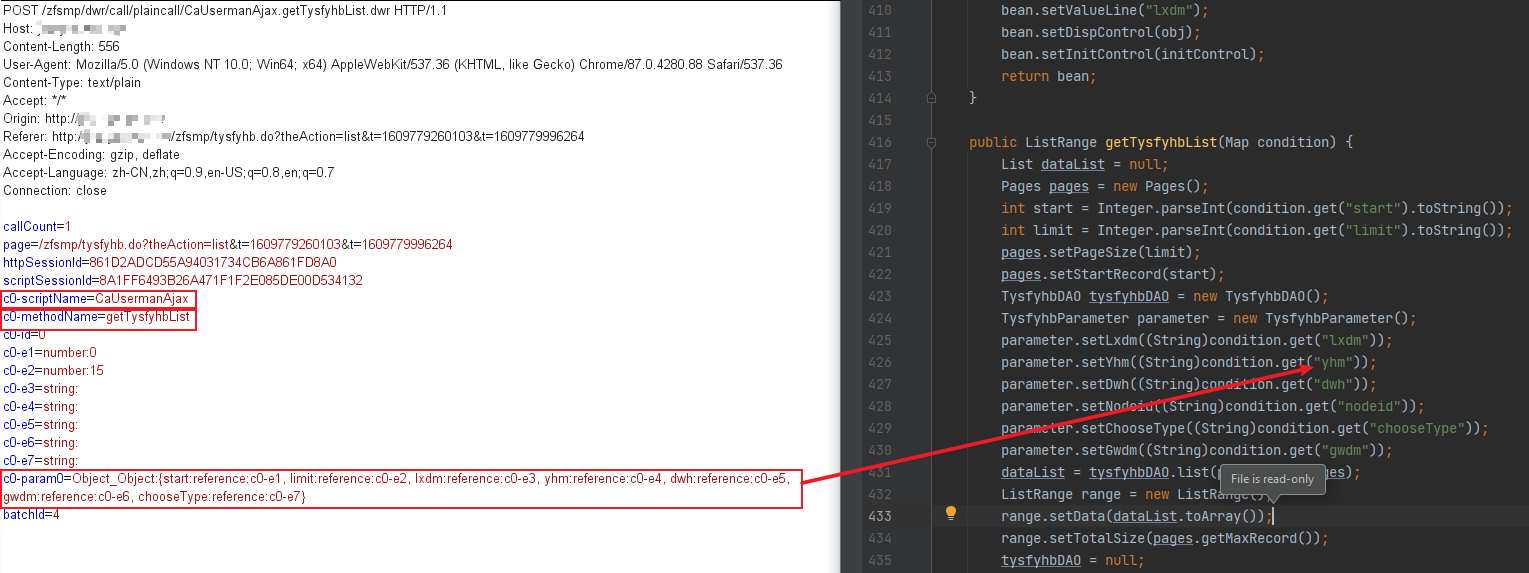 POST /zfsmp/dwr/call/plaincall/CaUsermanAjax.getTysfyhbList.dwr HTTP/1.1
Host:
Content-Length: 556
User-Agent: Mozilla/5.0 (Windows NT 10.0; Win64; x64) AppleWebKit/537.36 (KHTML, like Gecko) Chrome/87.0.4280.88 Safari/537.36
Content-Type: text/plain
Accept: */*
Origin: http://
Referer: http:/ /zfsmp/tysfyhb.do?theAction=list&t=1609779260103&t=1609779996264
Accept-Encoding: gzip, deflate
Accept-Language: zh-CN,zh;q=0.9,en-US;q=0.8,en;q=0.7
Connection: close
callCount=1
page=/zfsmp/tysfyhb.do?theAction=list&t=1609779260103&t=1609779996264
httpSessionId=861D2ADCD55A94031734CB6A861FD8A0
scriptSessionId=8A1FF6493B26A471F1F2E085DE00D534132
c0-scriptName=CaUsermanAjax
c0-methodName=getTysfyhbList
c0-id=0
c0-e1=number:0
c0-e2=number:15
c0-e3=string:
c0-e4=string:
c0-e5=string:
c0-e6=string:
c0-e7=string:
c0-param0=Object_Object:{start:reference:c0-e1, limit:reference:c0-e2, lxdm:reference:c0-e3, yhm:reference:c0-e4, dwh:reference:c0-e5,
gwdm:reference:c0-e6, chooseType:reference:c0-e7}
batchId=4
410 bean.setValueLine("lxdm");
411 bean.setDispControl(obj);
412 bean.setInitControl(initControl);
413 return bean;
414 }
415
416 public ListRange getTysfyhbList(Map condition) {
417 List dataList = null;
418 Pages pages = new Pages();
419 int start = Integer.parseInt(condition.get("start").toString());
420 int limit = Integer.parseInt(condition.get("limit").toString());
421 pages.setPageSize(limit);
422 pages.setStartRecord(start);
423 TysfyhbDAO tysfyhbDAO = new TysfyhbDAO();
424 TysfyhbParameter parameter = new TysfyhbParameter();
425 parameter.setLxdm((String)condition.get("lxdm"));
426 parameter.setYhm((String)condition.get("yhm"));
427 parameter.setDwh((String)condition.get("dwh"));
428 parameter.setNodeid((String)condition.get("nodeid"));
429 parameter.setChooseType((String)condition.get("chooseType"));
430 parameter.setGwdm((String)condition.get("gwdm"));
431 dataList = tysfyhbDAO.list(p es);
File is read-only
432 ListRange range = new ListRange();
433 range.setData(dataList.toArray());
434 range.setTotalSize(pages.getMaxRecord());
435 tysfyhbDAO = null;